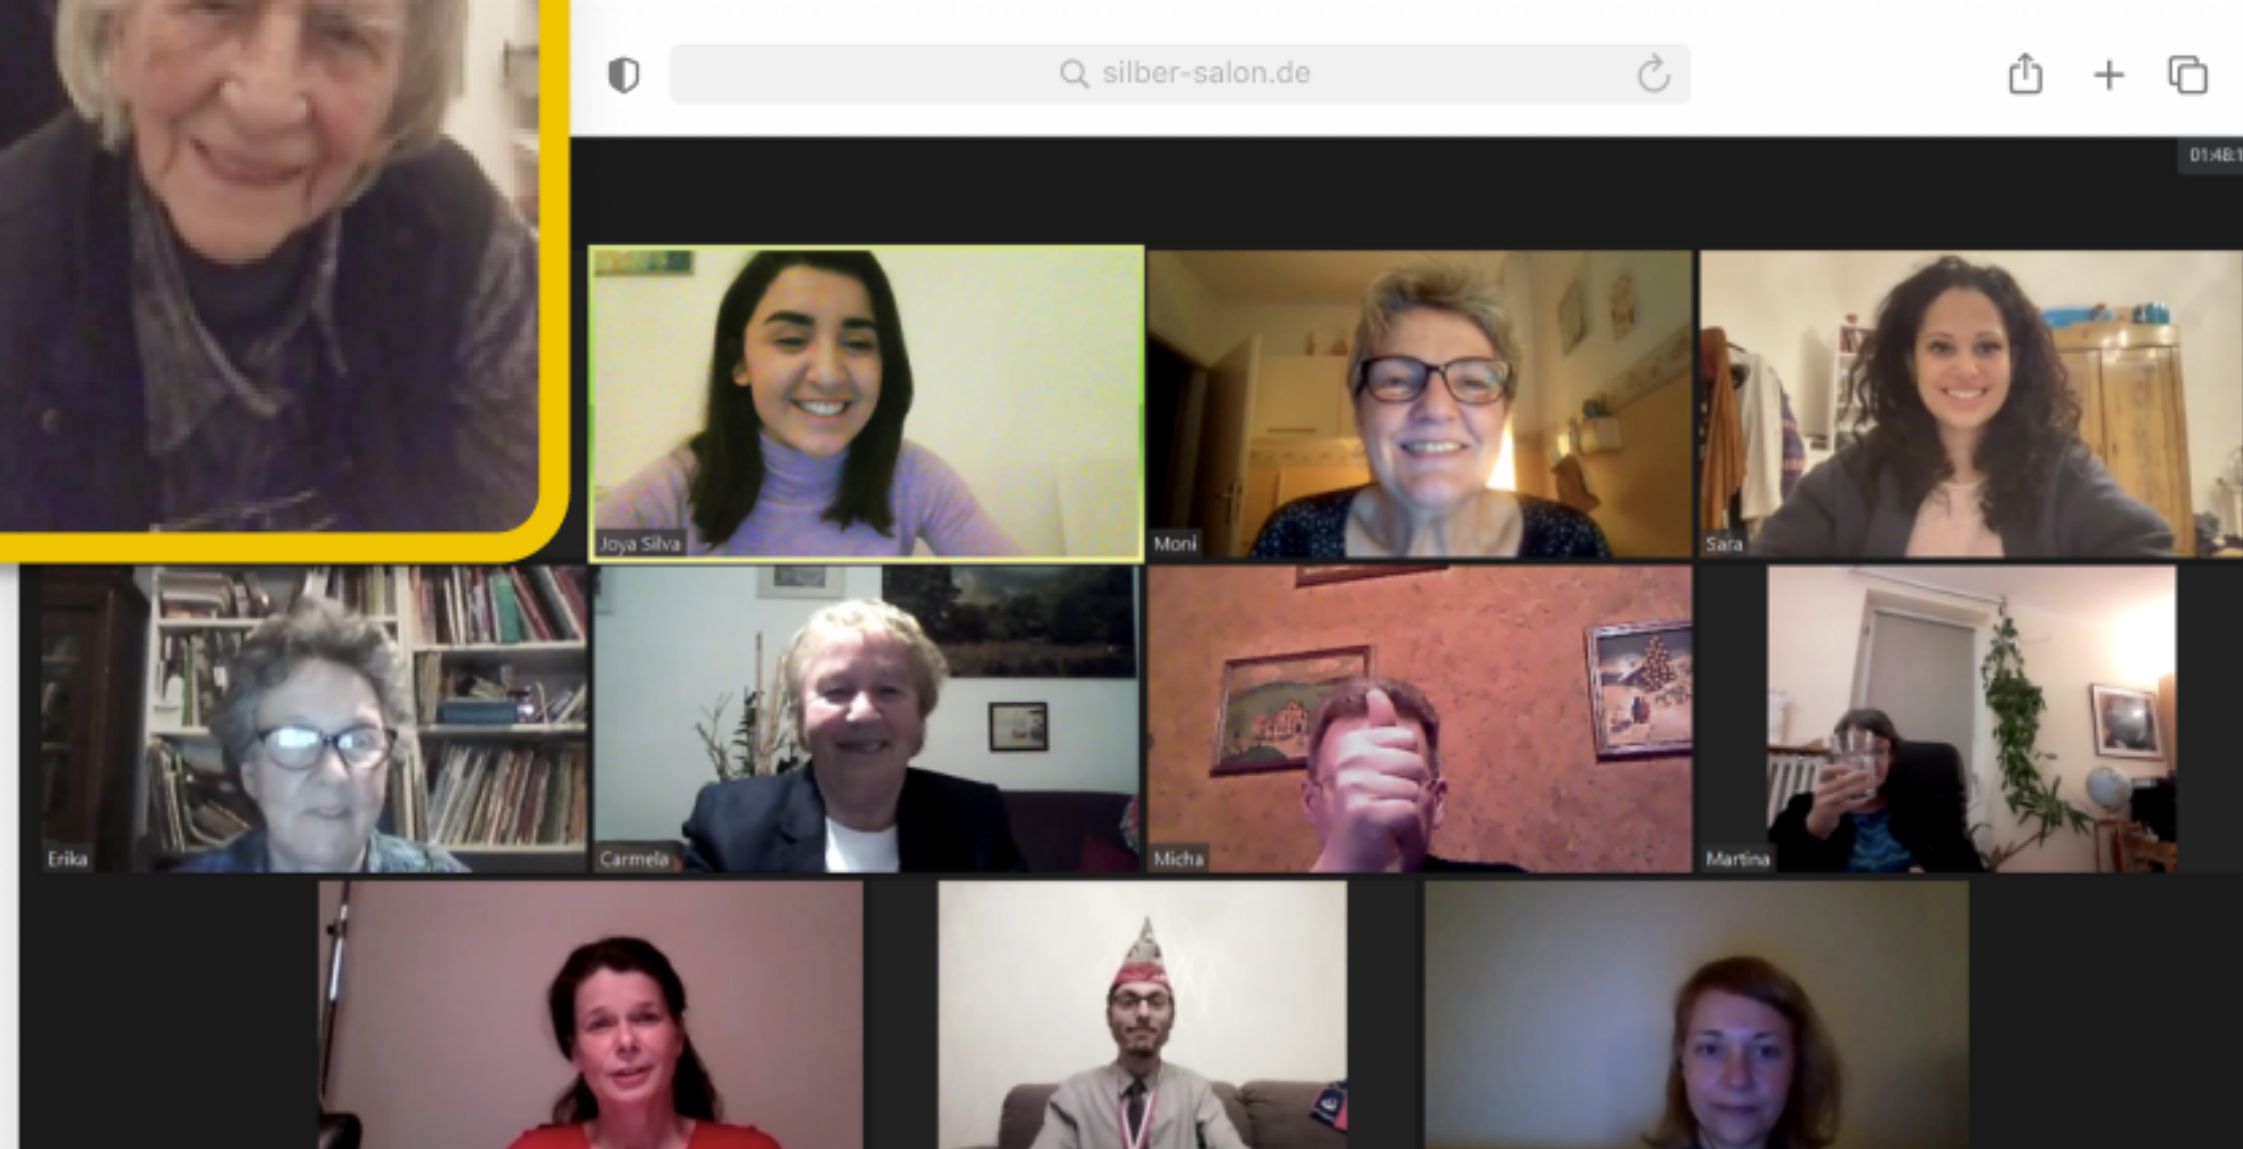 silber-salon.de
01:48:1
Joya Silva
Moni
Sara
Erika
Carmela
Micha
Martina